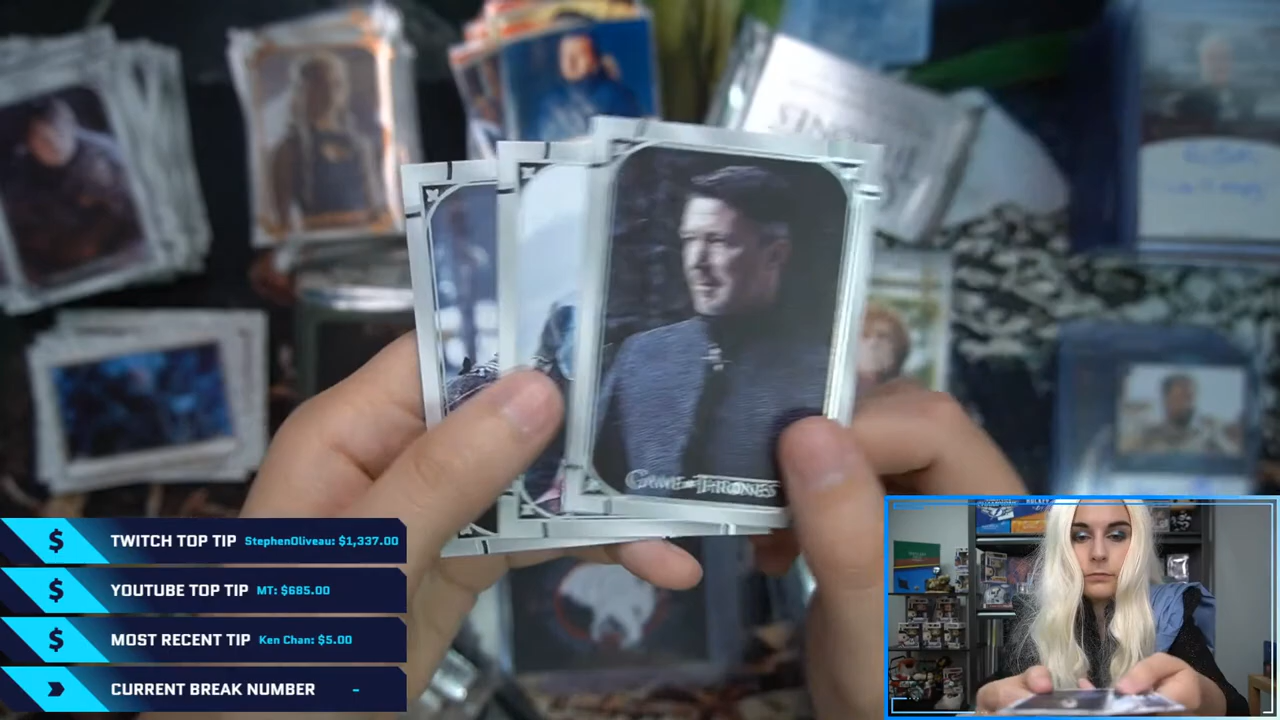 GAME OF THRONES
$ TWITCH TOP TIP StephenOliveau: $1,337.00
$ YOUTUBE TOP TIP MT: $685.00
$ MOST RECENT TIP Ken Chan: $5.00
CURRENT BREAK NUMBER -